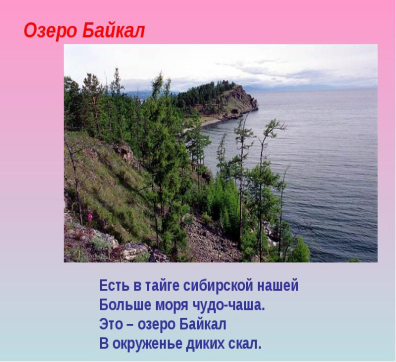 Озеро Байкал
Есть в тайге сибирской нашей
Больше моря чудо-чаша.
Это – озеро Байкал
В окруженье диких скал.